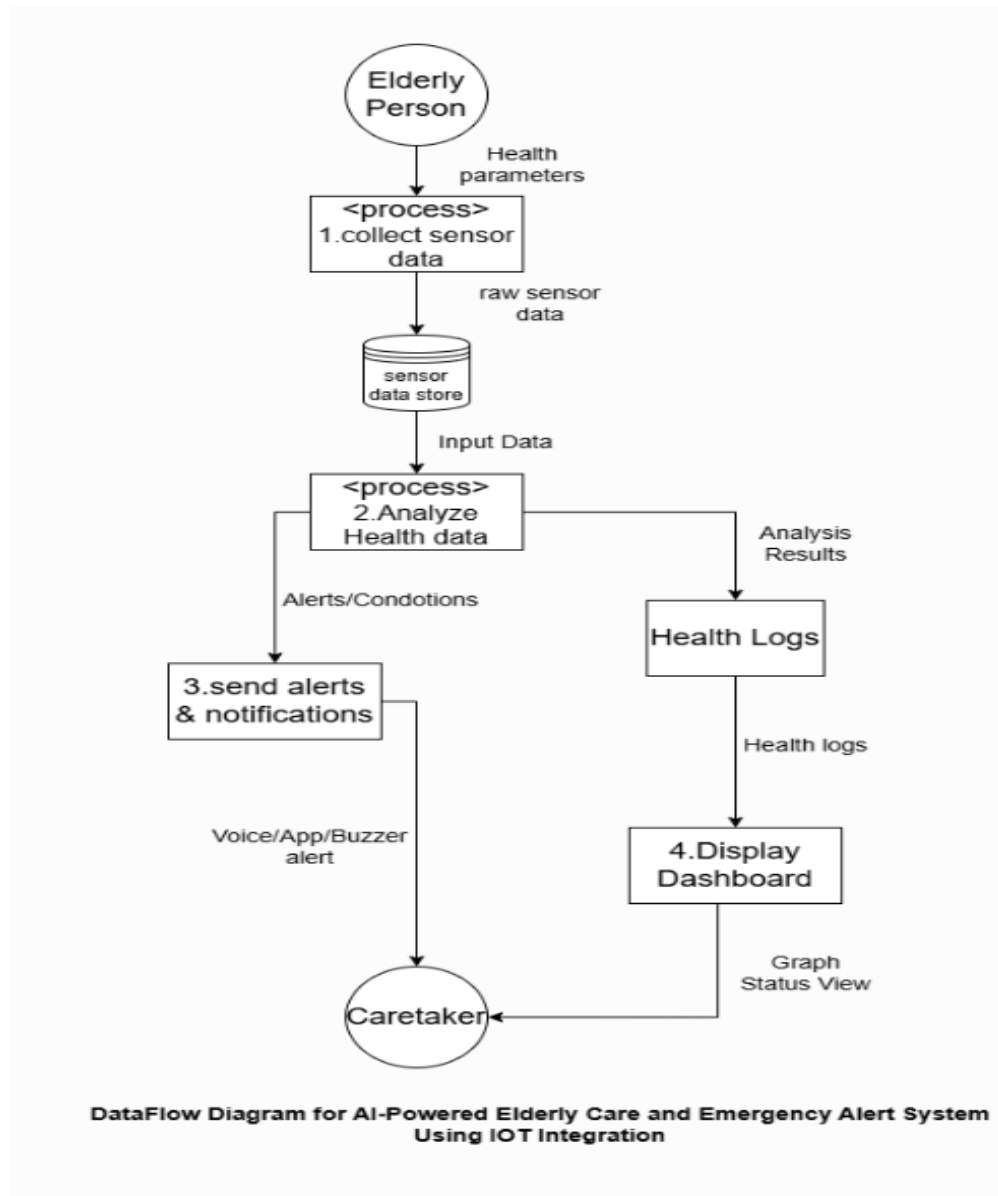 Elderly
Person
Health
parameters
<process>
1.collect sensor
data
raw sensor
data
sensor
data store
Input Data
<process>
2.Analyze
Health data
Analysis
Results
Alerts/Condotions
Health Logs
3.send alerts
& notifications
Health logs
Voice/App/Buzzer
alert
4.Display
Dashboard
Graph
Status View
Caretaker
DataFlow Diagram for AI-Powered Elderly Care and Emergency Alert System
Using IOT Integration